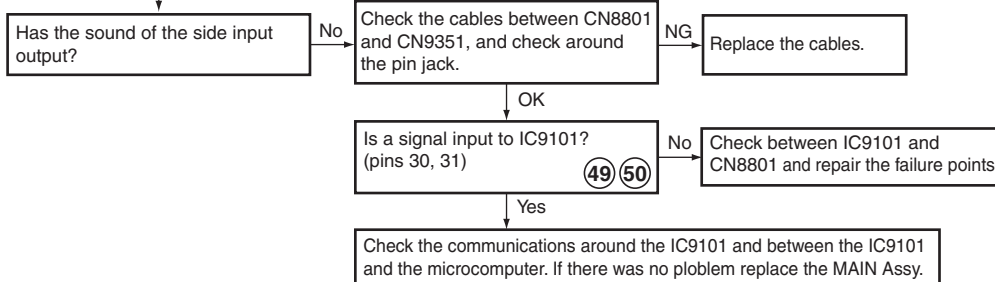 Has the sound of the side input
output?
No
Check the cables between CN8801
and CN9351, and check around
the pin jack.
NG
Replace the cables.
OK
Is a signal input to IC9101?
(pins 30, 31)
49 50
No
Check between IC9101 and
CN8801 and repair the failure points
Yes
Check the communications around the IC9101 and between the IC9101
and the microcomputer. If there was no ploblem replace the MAIN Assy.